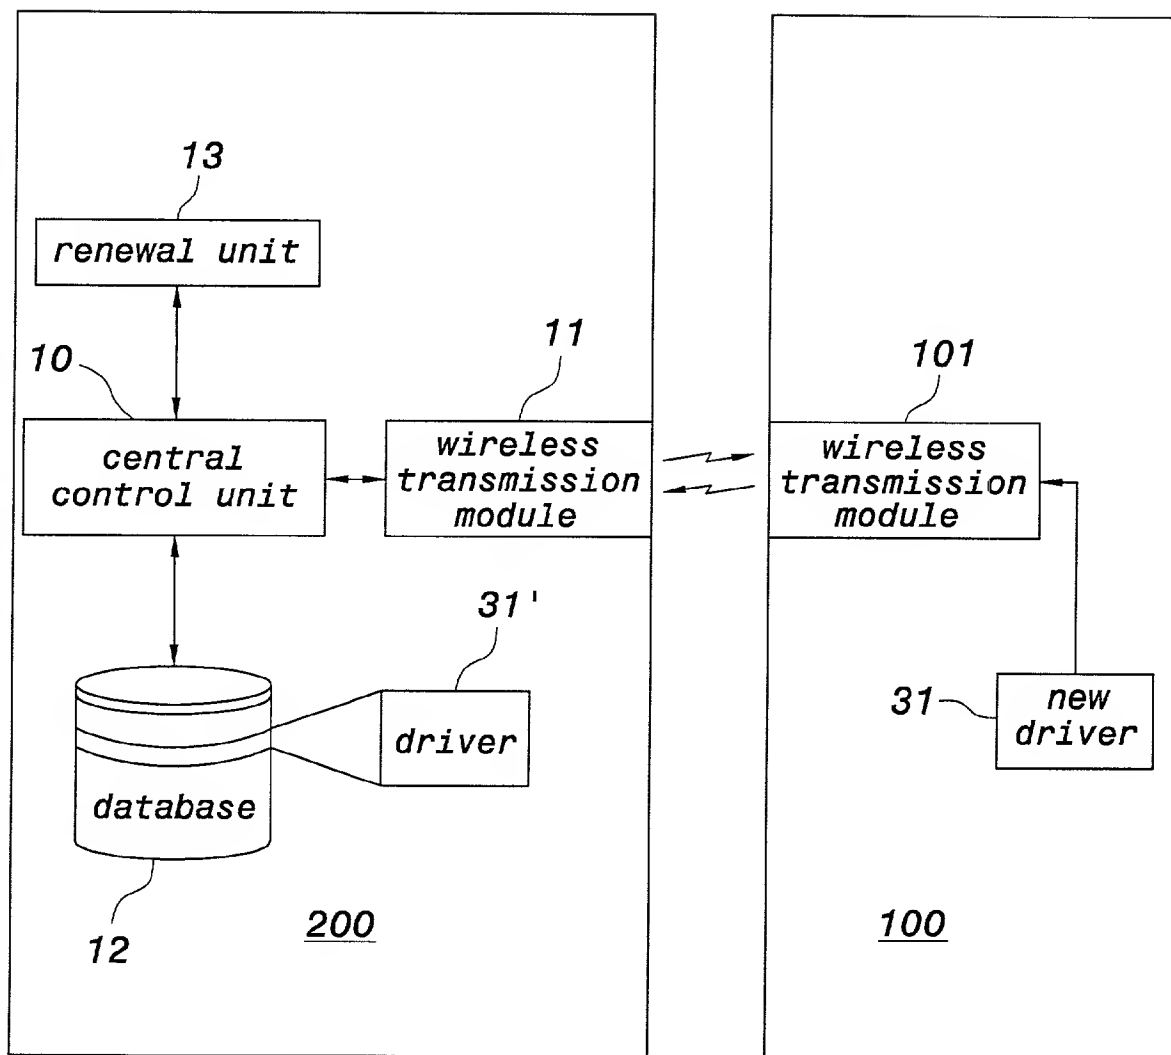 13
renewal unit
10
central
control unit
11
wireless
transmission
module
101
wireless
transmission
module
31'
driver
31
new
driver
database
12
200
100